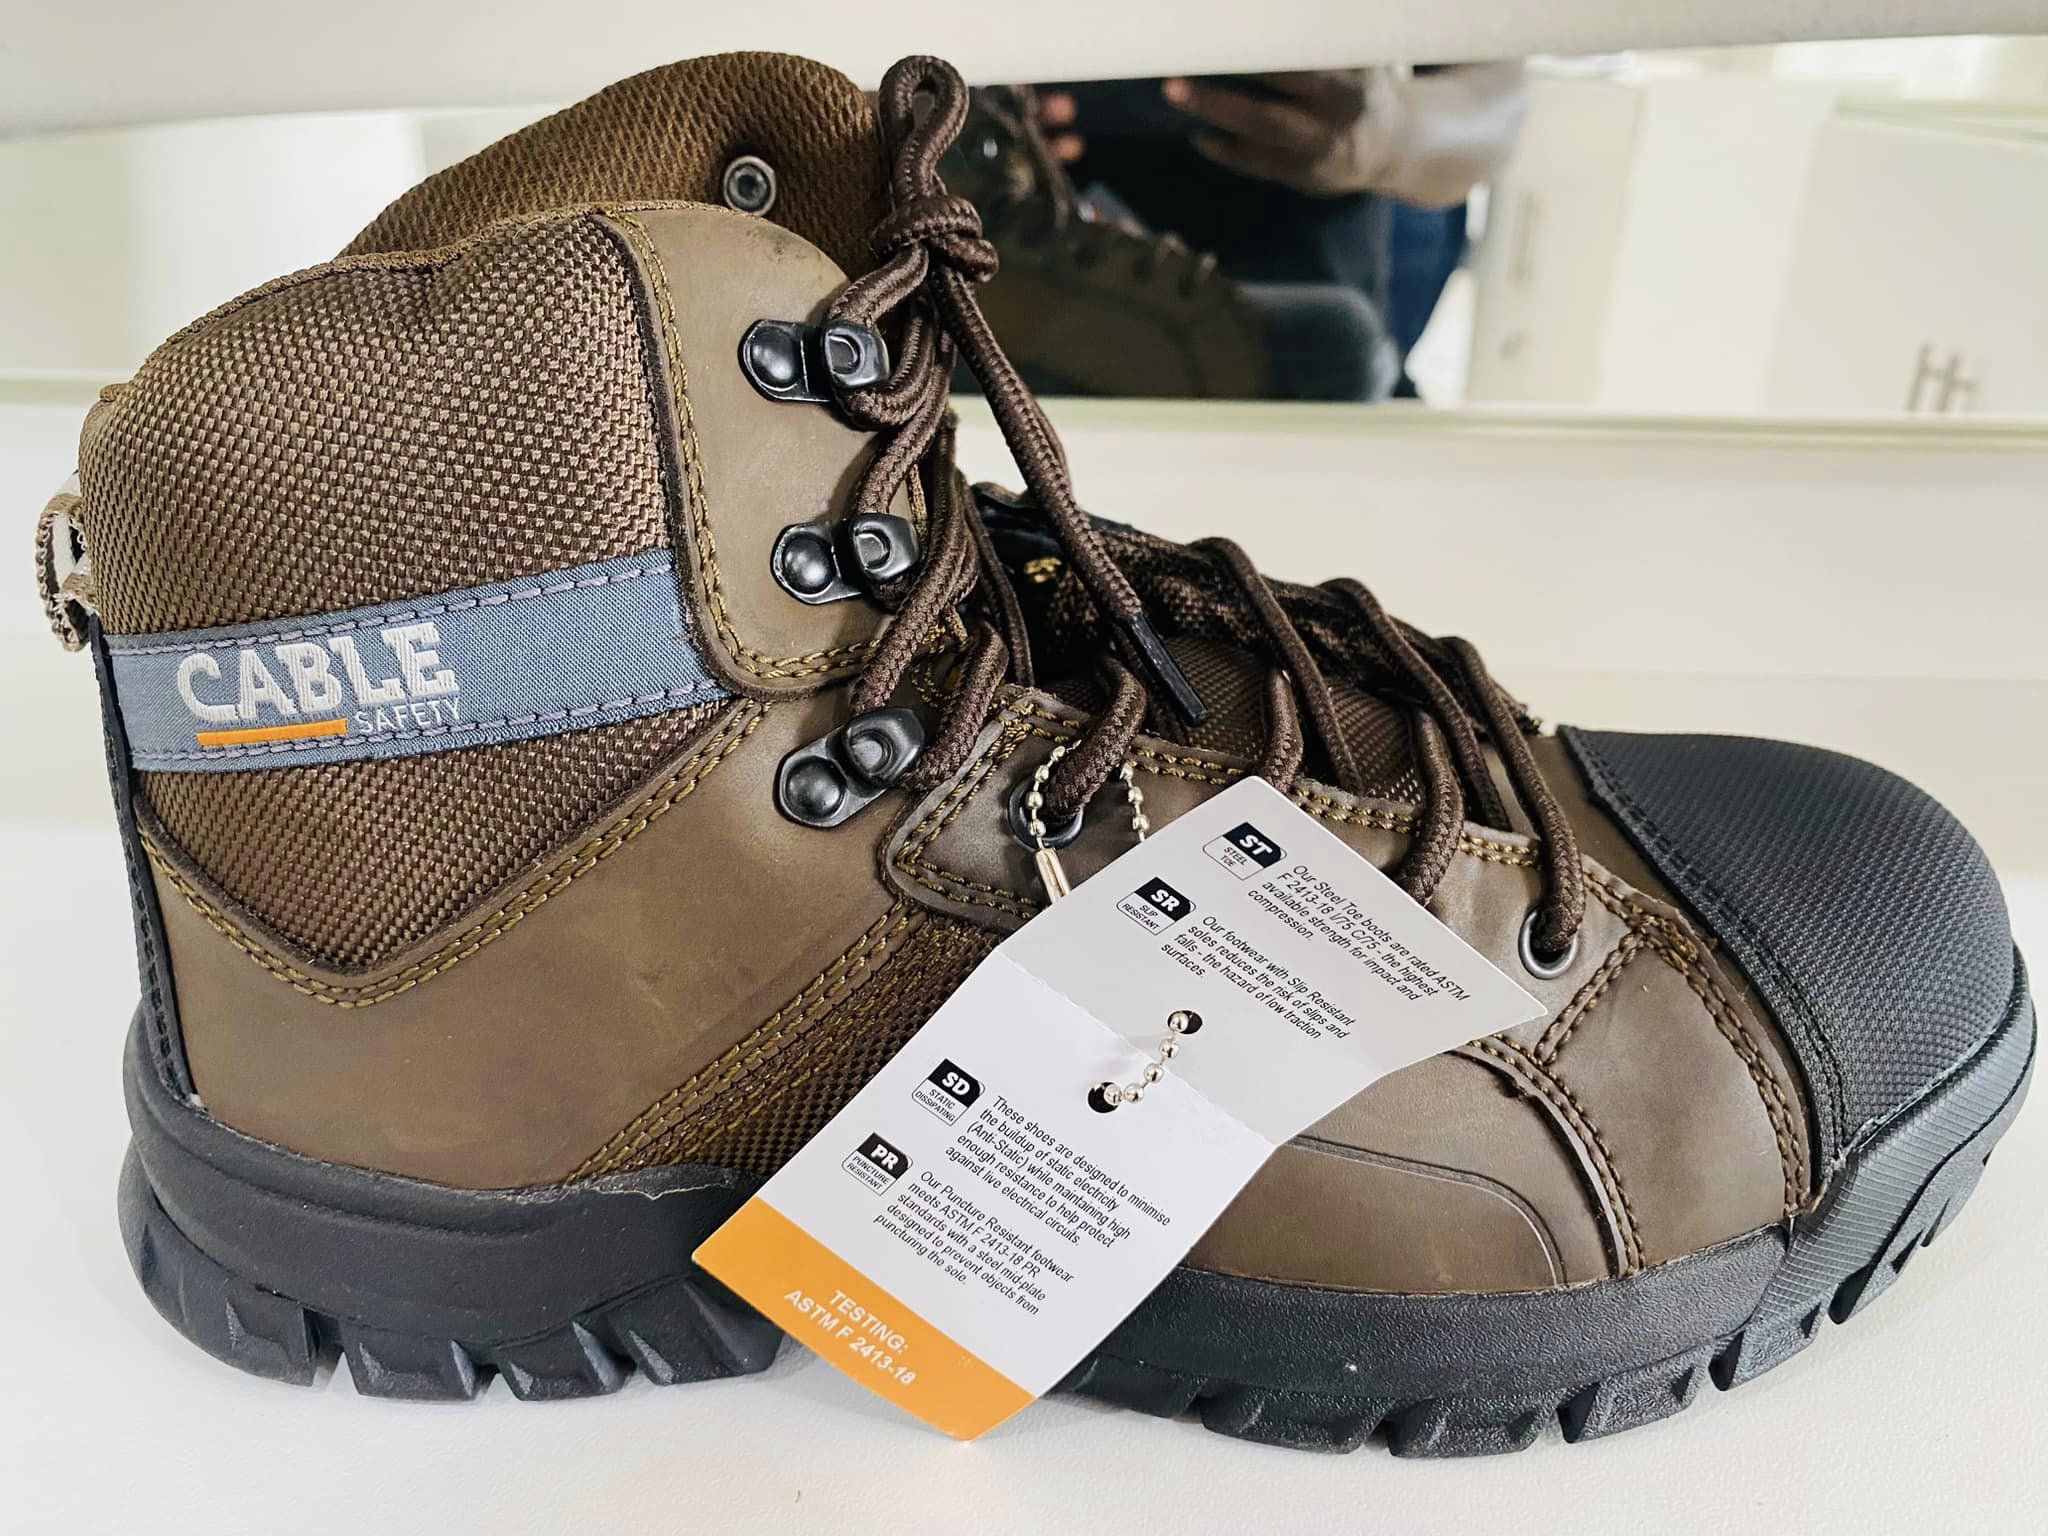 CABLE
SAFETY
ST
STEEL
TOE
Our Steel Toe boots are rated ASTM
F 2413-18 I/75 C/75 - the highest
available strength for impact and
compression.
SR
SLIP
RESISTANT
Our footwear with Slip Resistant
soles reduces the risk of slips and
falls - the hazard of low traction
surfaces.
SD
STATIC
DISSIPATING
These shoes are designed to minimise
the buildup of static electricity
(Anti-Static) while maintaining high
enough resistance to help protect
against live electrical circuits.
PR
PUNCTURE
RESISTANT
Our Puncture Resistant footwear
meets ASTM F 2413-18 PR
standards with a steel mid-plate
designed to prevent objects from
puncturing the sole.
TESTING:
ASTM F 2413-18